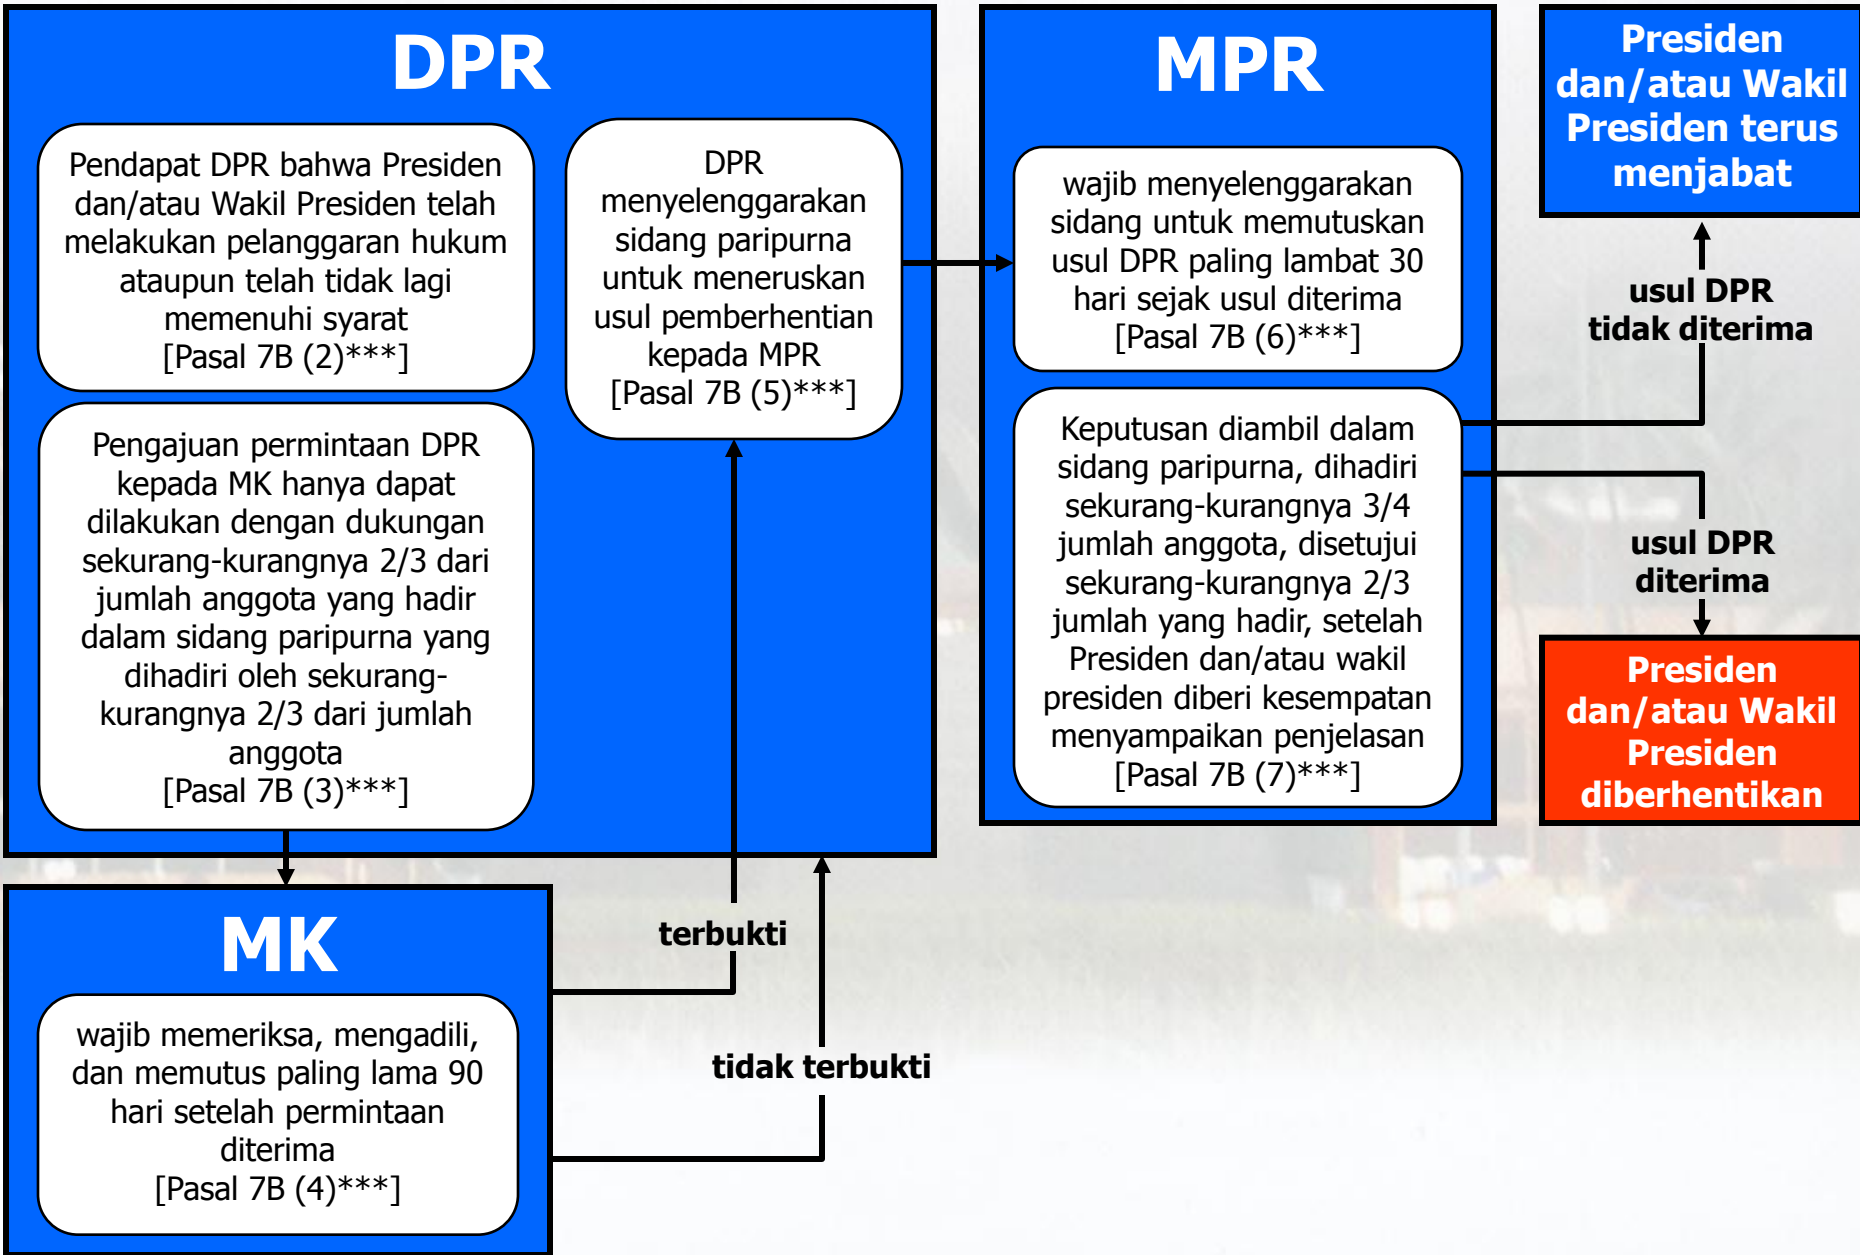 DPR
Pendapat DPR bahwa Presiden
dan/atau Wakil Presiden telah
melakukan pelanggaran hukum
ataupun telah tidak lagi
memenuhi syarat
[Pasal 7B (2)***]
Pengajuan permintaan DPR
kepada MK hanya dapat
dilakukan dengan dukungan
sekurang-kurangnya 2/3 dari
jumlah anggota yang hadir
dalam sidang paripurna yang
dihadiri oleh sekurang-
kurangnya 2/3 dari jumlah
anggota
[Pasal 7B (3)***]
DPR
menyelenggarakan
sidang paripurna
untuk meneruskan
usul pemberhentian
kepada MPR
[Pasal 7B (5)***]
MK
wajib memeriksa, mengadili,
dan memutus paling lama 90
hari setelah permintaan
diterima
[Pasal 7B (4)***]
terbukti
tidak terbukti
MPR
wajib menyelenggarakan
sidang untuk memutuskan
usul DPR paling lambat 30
hari sejak usul diterima
[Pasal 7B (6)***]
Keputusan diambil dalam
sidang paripurna, dihadiri
sekurang-kurangnya 3/4
jumlah anggota, disetujui
sekurang-kurangnya 2/3
jumlah yang hadir, setelah
Presiden dan/atau wakil
presiden diberi kesempatan
menyampaikan penjelasan
[Pasal 7B (7)***]
Presiden
dan/atau Wakil
Presiden terus
menjabat
usul DPR
tidak diterima
usul DPR
diterima
Presiden
dan/atau Wakil
Presiden
diberhentikan